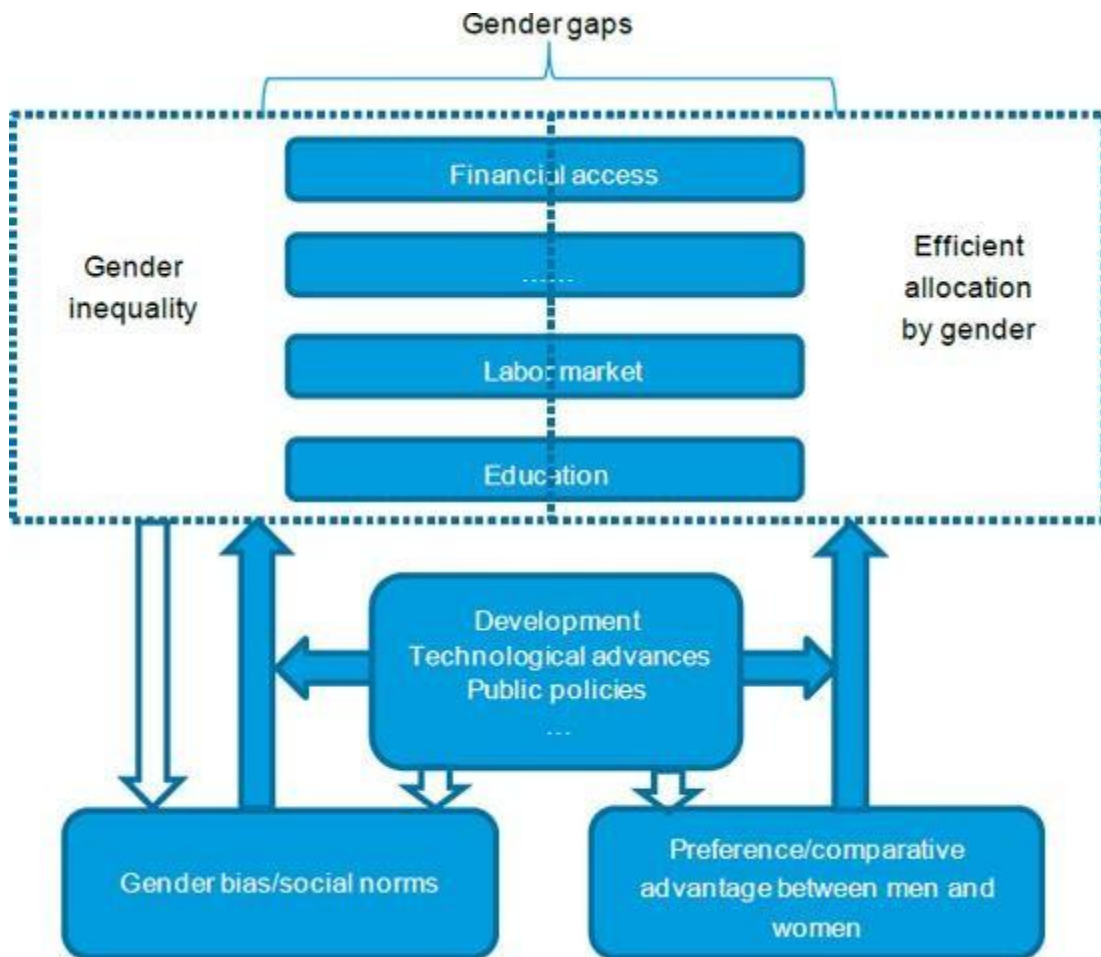 Gender gaps
Financial access
......
Labor market
Education
Gender
inequality
Efficient
allocation
by gender
Development
Technological advances
Public policies
...
Gender bias/social norms
Preference/comparative
advantage between men and
women